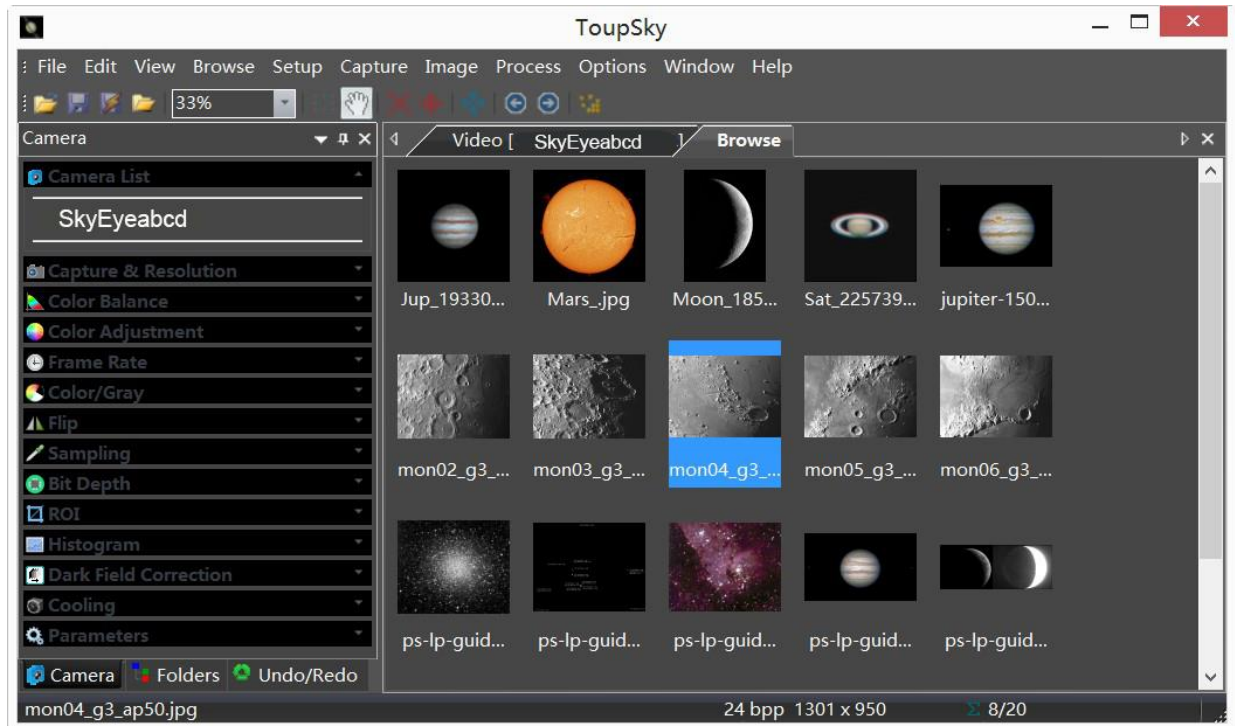 ToupSky
File Edit View Browse Setup Capture Image Process Options Window Help
33%
Camera
Camera List
SkyEyeabcd
Capture & Resolution
Color Balance
Color Adjustment
Frame Rate
Color/Gray
Flip
Sampling
Bit Depth
ROI
Histogram
Dark Field Correction
Cooling
Parameters
Camera Folders Undo/Redo
Video [ SkyEyeabcd ] Browse
Jup_19330... Mars_.jpg Moon_185... Sat_225739... jupiter-150...
mon02_g3_... mon03_g3_... mon04_g3_... mon05_g3_... mon06_g3_...
ps-lp-guid... ps-lp-guid... ps-lp-guid... ps-lp-guid... ps-lp-guid...
mon04_g3_ap50.jpg 24 bpp 1301 x 950 Σ 8/20